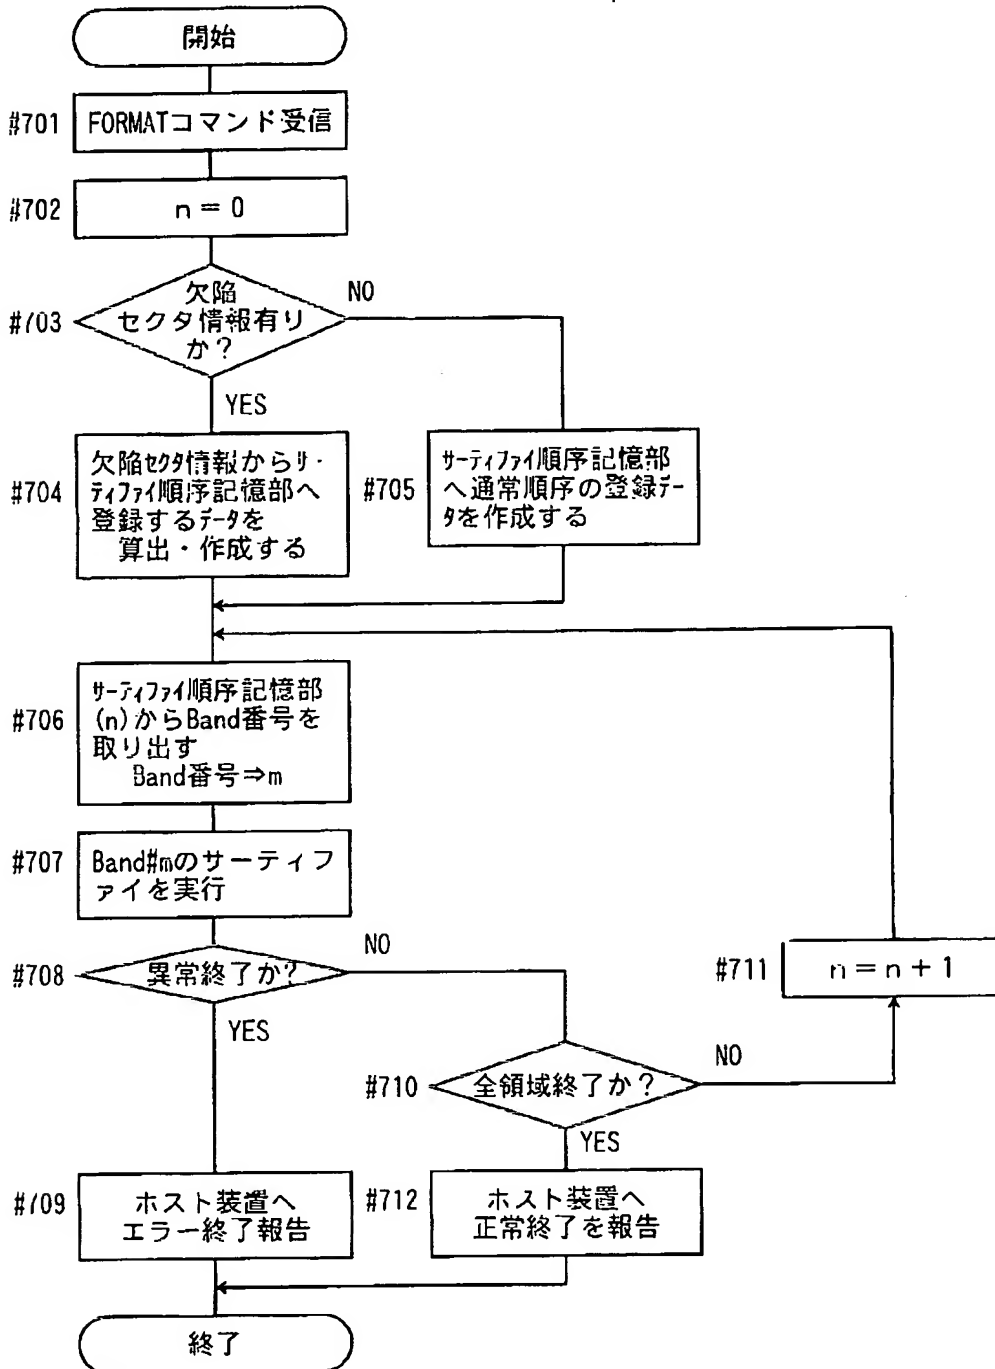 開始
#701
FORMATコマンド受信
#702
n = 0
#703
欠陥
セクタ情報有り
か?
NO
YES
#704
欠陥セクタ情報からサー
ティファイ順序記憶部へ
登録するデータを
算出・作成する
#705
サーティファイ順序記憶部
へ通常順序の登録デー
タを作成する
#706
サーティファイ順序記憶部
(n)からBand番号を
取り出す
Band番号⇒m
#707
Band#mのサーティフ
ァイを実行
#708
異常終了か?
NO
YES
#711
n = n + 1
#710
全領域終了か?
NO
YES
#709
ホスト装置へ
エラー終了報告
#712
ホスト装置へ
正常終了を報告
終了